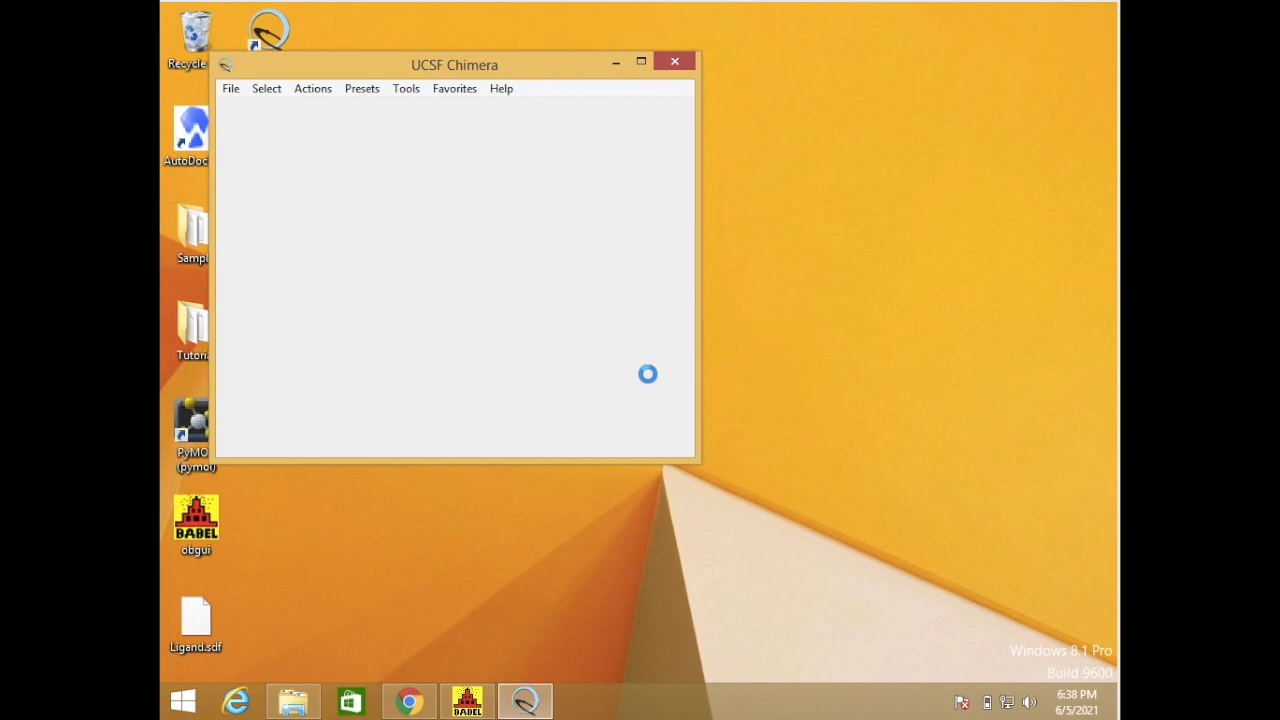 Recycle
UCSF Chimera
File Select Actions Presets Tools Favorites Help
AutoDoc
Sampl
Tutori
PyMO
(pymol)
BABEL
obgui
Ligand.sdf
Windows 8.1 Pro
Build 9600
BABEL
6:38 PM
6/5/2021